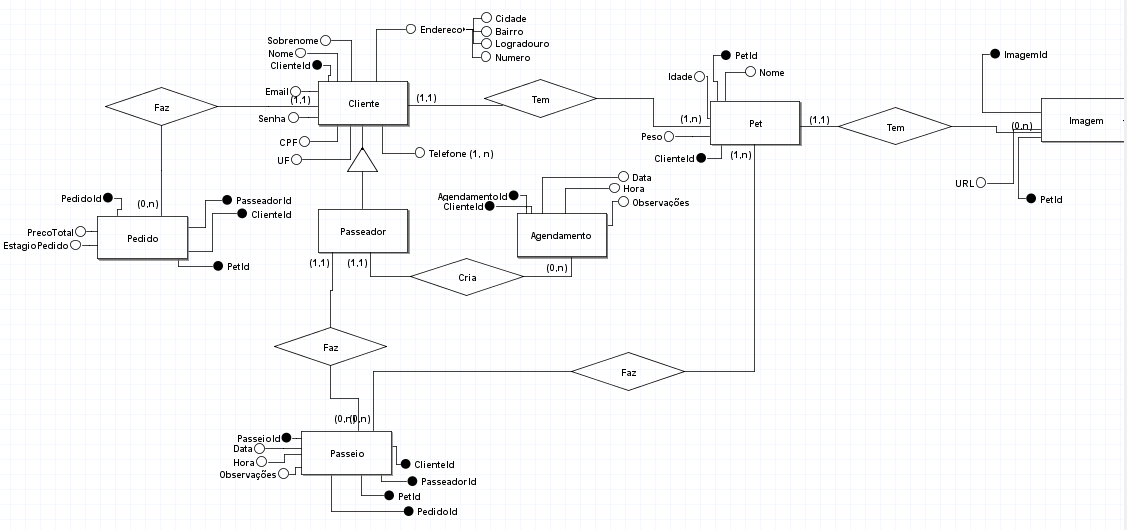 Cidade
Bairro
Logradouro
Numero
Endereco
Sobrenome
Nome
ClienteId
Email
(1,1)
Senha
CPF
UF
Cliente
(1,1)
Telefone (1, n)
Faz
Tem
PetId
Idade
Nome
Pet
(1,n)
Peso
ClienteId
(1,n)
(1,1)
Tem
ImagemId
Imagem
(0,n)
URL
PetId
PedidoId
(0,n)
PasseadorId
ClienteId
PrecoTotal
EstagioPedido
Pedido
PetId
Passeador
(1,1)
(1,1)
AgendamentoId
ClienteId
Data
Hora
Observações
Agendamento
(0,n)
Cria
Faz
Faz
(0,n)
(0,n)
PasseioId
Data
Hora
Observações
Passeio
ClienteId
PasseadorId
PetId
PedidoId